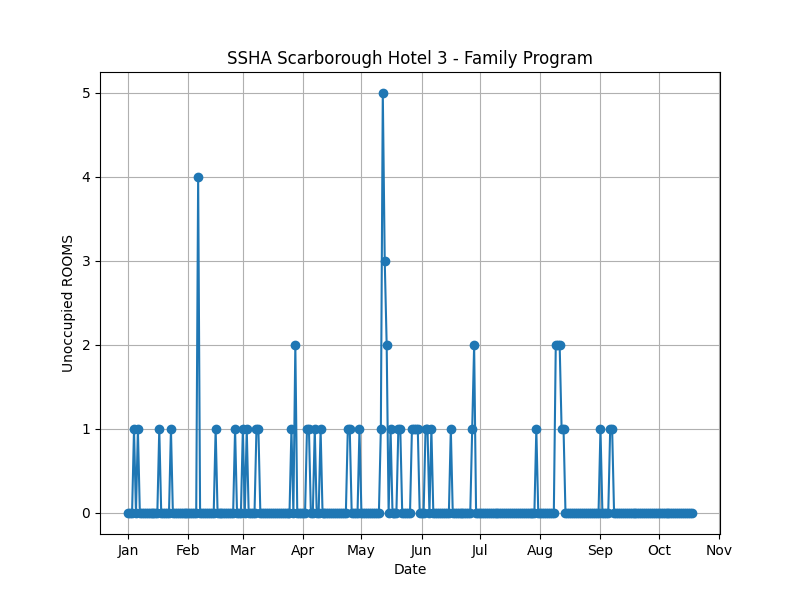 SSHA Scarborough Hotel 3 - Family Program
Unoccupied ROOMS
5
4
3
2
1
0
Jan Feb Mar Apr May Jun Jul Aug Sep Oct Nov
Date